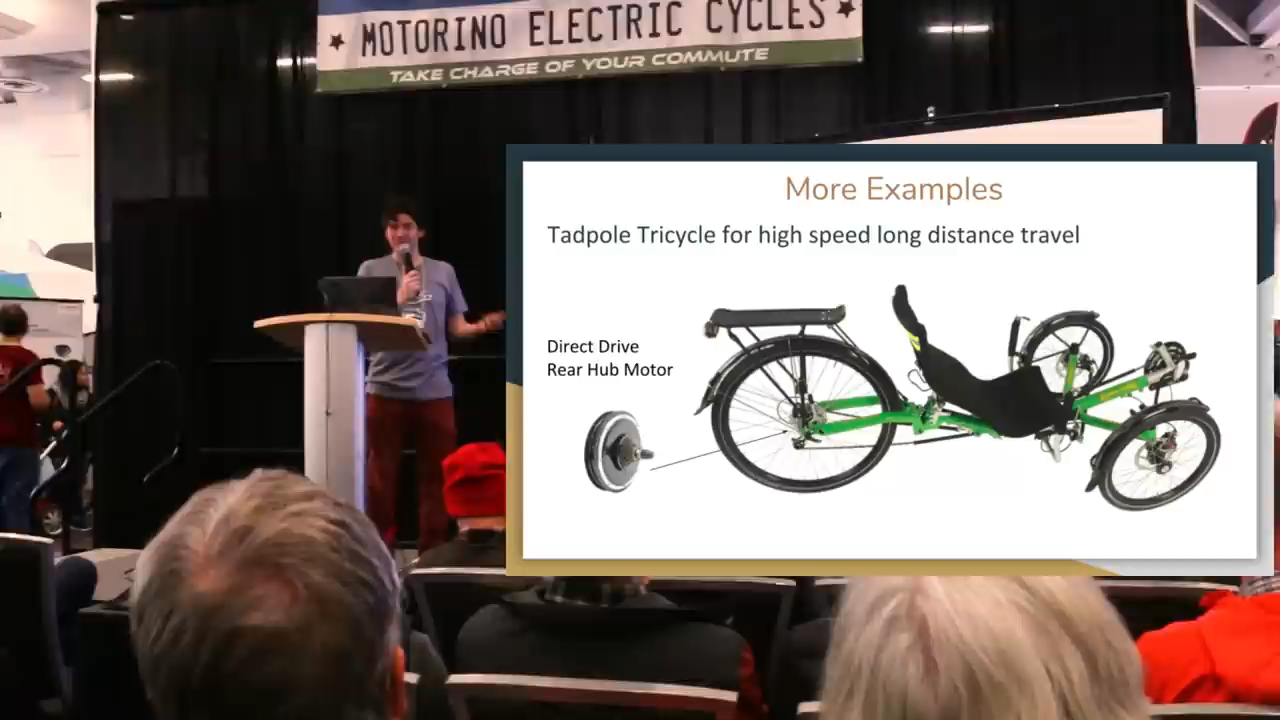 MOTORINO ELECTRIC CYCLES
TAKE CHARGE OF YOUR COMMUTE
More Examples
Tadpole Tricycle for high speed long distance travel
Direct Drive
Rear Hub Motor